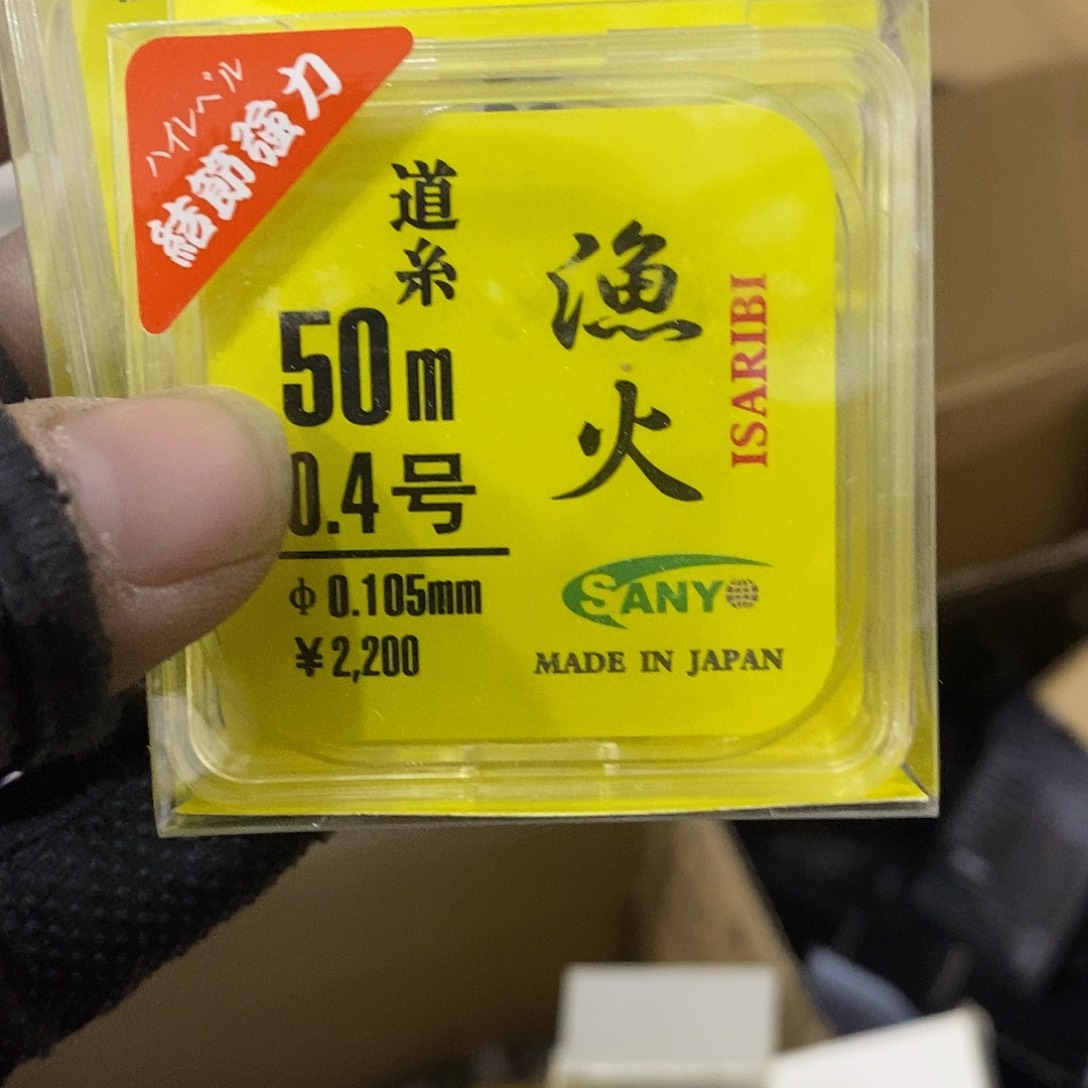 ハイレベル
結節強力
道糸
50m
0.4号
φ 0.105mm
¥2,200
漁火
ISARIBI
SANYO
MADE IN JAPAN